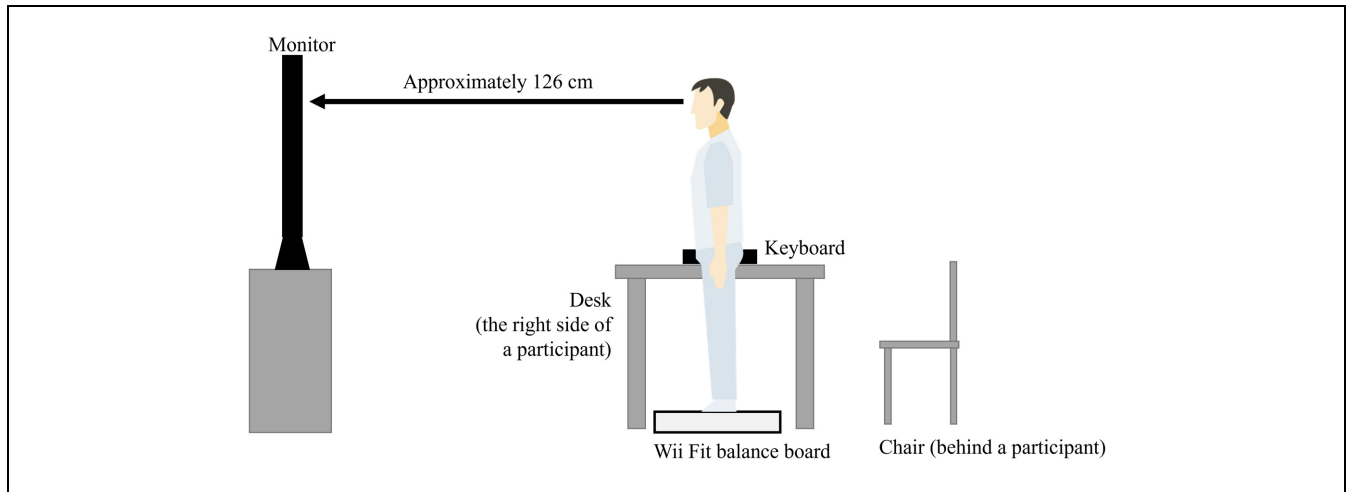 Monitor
Approximately 126 cm
Keyboard
Desk
(the right side of
a participant)
Wii Fit balance board
Chair (behind a participant)